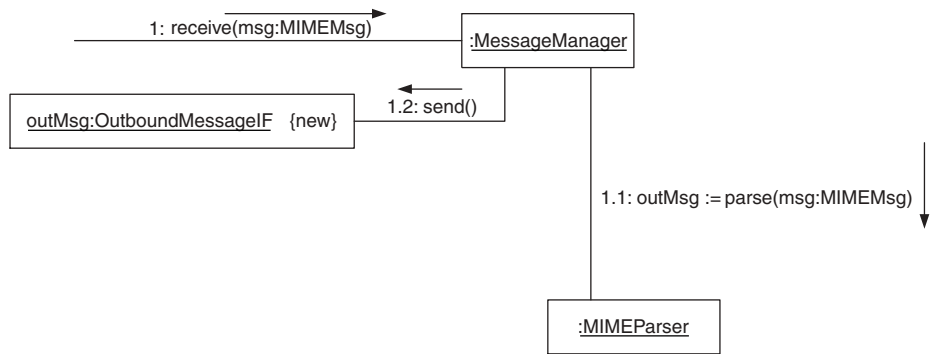 1: receive(msg:MIMEMsg)
:MessageManager
1.2: send()
outMsg:OutboundMessageIF {new}
1.1: outMsg := parse(msg:MIMEMsg)
:MIMEParser